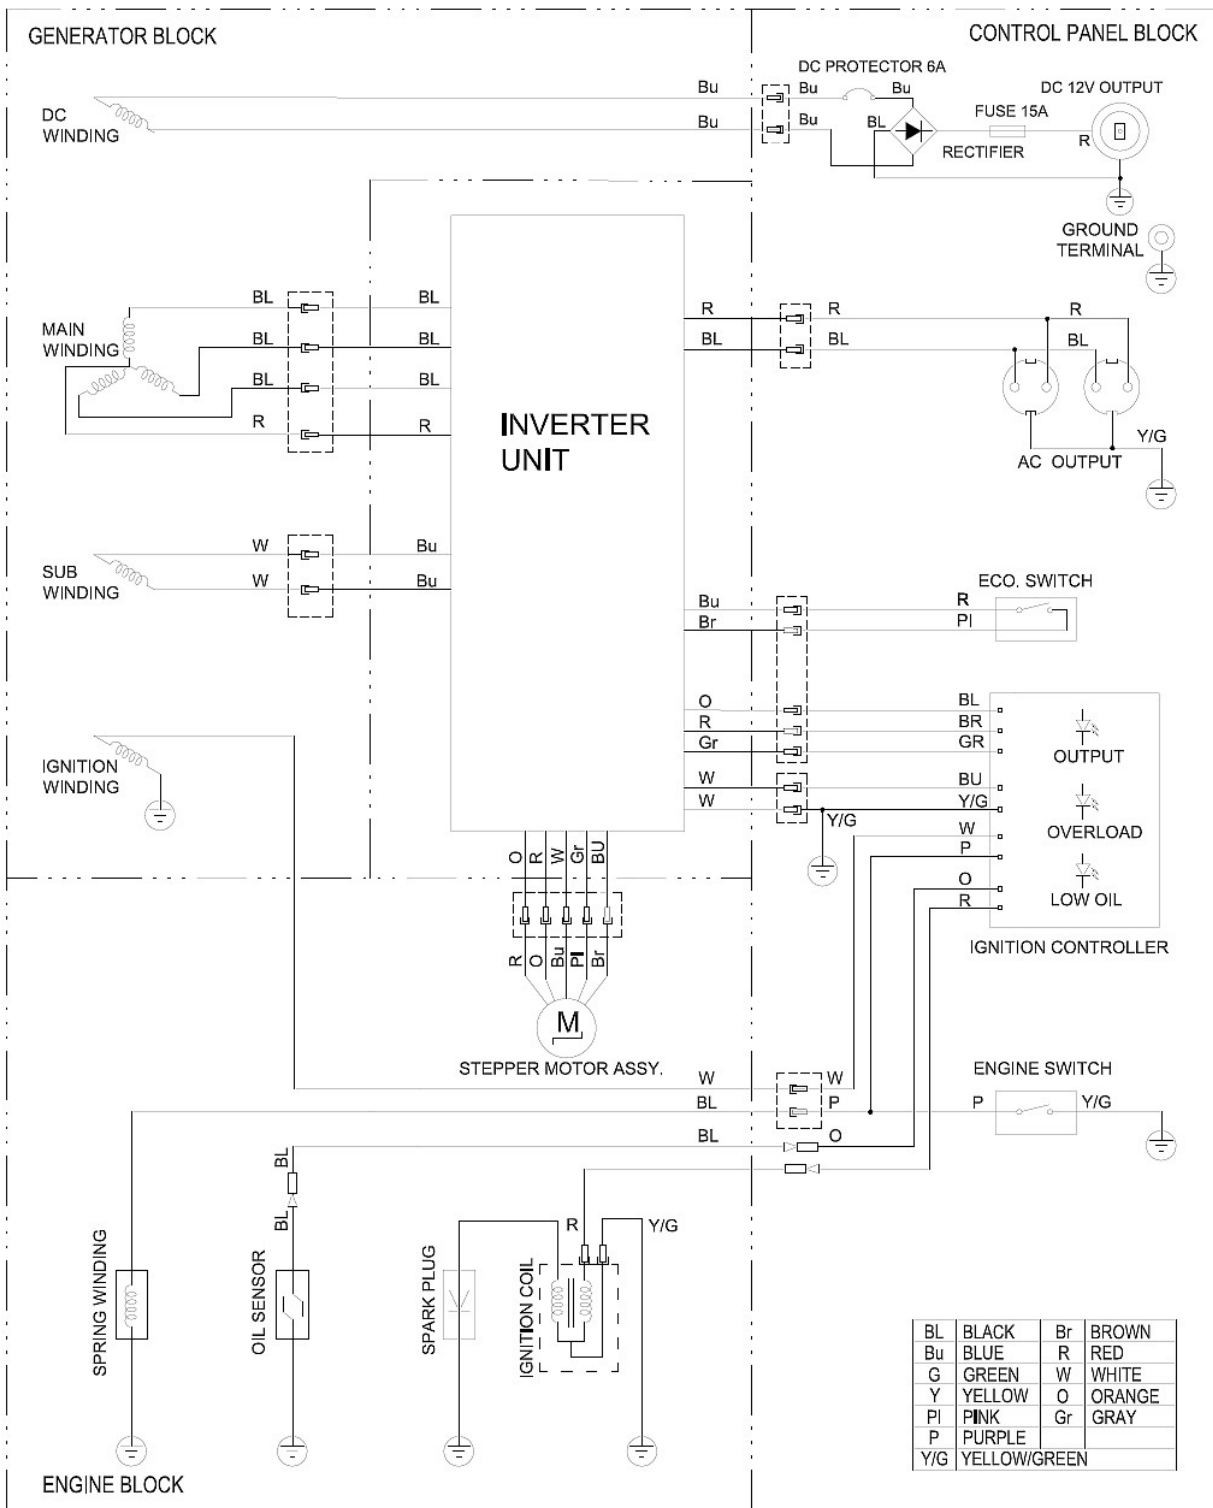 GENERATOR BLOCK
CONTROL PANEL BLOCK
DC PROTECTOR 6A
Bu
Bu
Bu
DC 12V OUTPUT
FUSE 15A
DC
WINDING
Bu
Bu
BL
R
RECTIFIER
GROUND
TERMINAL
BL
BL
R
R
R
MAIN
WINDING
BL
BL
BL
BL
BL
BL
BL
R
R
INVERTER
UNIT
Y/G
AC OUTPUT
W
Bu
SUB
WINDING
W
Bu
ECO. SWITCH
Bu
R
Br
PI
O
BL
R
BR
Gr
GR
OUTPUT
IGNITION
WINDING
W
BU
W
Y/G
Y/G
OVERLOAD
W
P
O
R
W
Gr
BU
O
LOW OIL
R
IGNITION CONTROLLER
R
O
Bu
PI
Br
M
STEPPER MOTOR ASSY.
W
W
ENGINE SWITCH
BL
P
P
Y/G
BL
O
BL
BL
R
Y/G
SPRING WINDING
OIL SENSOR
SPARK PLUG
IGNITION COIL
BL BLACK Br BROWN
Bu BLUE R RED
G GREEN W WHITE
Y YELLOW O ORANGE
PI PINK Gr GRAY
P PURPLE
Y/G YELLOW/GREEN
ENGINE BLOCK